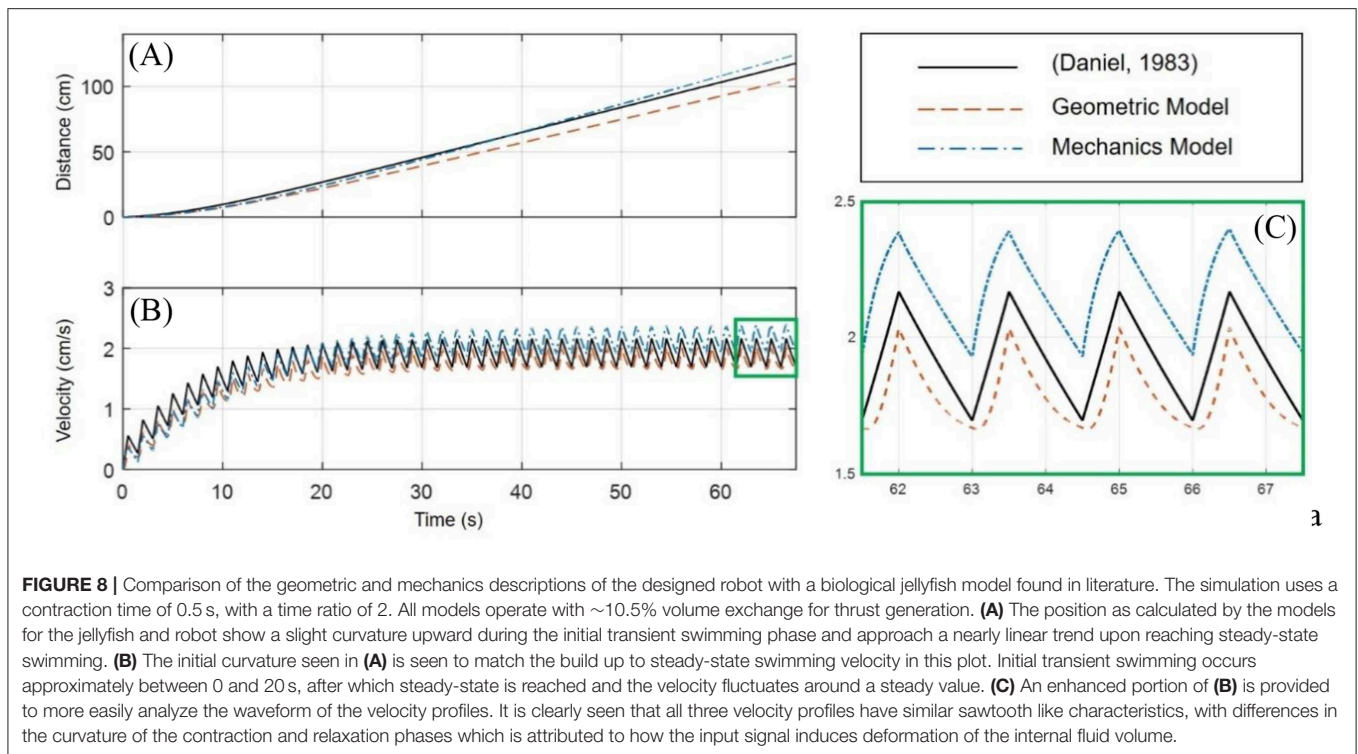 (A)
Distance (cm)
100
50
0
(B)
Velocity (cm/s)
3
2
1
0
0 10 20 30 40 50 60
Time (s)
(Daniel, 1983)
Geometric Model
Mechanics Model
(C)
2.5
2
1.5
62 63 64 65 66 67
a
FIGURE 8 | Comparison of the geometric and mechanics descriptions of the designed robot with a biological jellyfish model found in literature. The simulation uses a
contraction time of 0.5 s, with a time ratio of 2. All models operate with ~10.5% volume exchange for thrust generation. (A) The position as calculated by the models
for the jellyfish and robot show a slight curvature upward during the initial transient swimming phase and approach a nearly linear trend upon reaching steady-state
swimming. (B) The initial curvature seen in (A) is seen to match the build up to steady-state swimming velocity in this plot. Initial transient swimming occurs
approximately between 0 and 20 s, after which steady-state is reached and the velocity fluctuates around a steady value. (C) An enhanced portion of (B) is provided
to more easily analyze the waveform of the velocity profiles. It is clearly seen that all three velocity profiles have similar sawtooth like characteristics, with differences in
the curvature of the contraction and relaxation phases which is attributed to how the input signal induces deformation of the internal fluid volume.